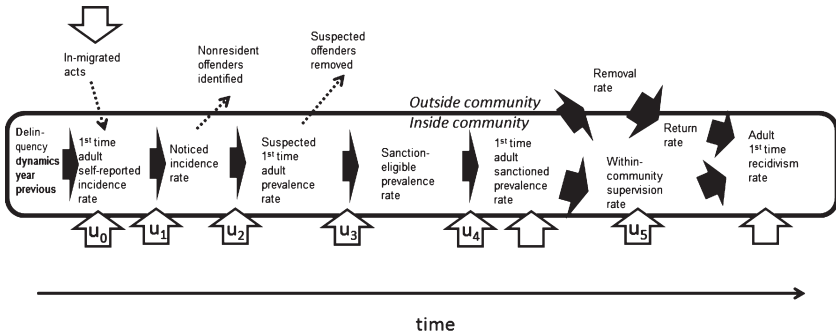 In-migrated
acts
Nonresident
offenders
identified
Suspected
offenders
removed
Outside community
Inside community
Removal
rate
Delin-
quency
dynamics
year
previous
1st time
adult
self-reported
incidence
rate
Noticed
incidence
rate
Suspected
1st time
adult
prevalence
rate
Sanction-
eligible
prevalence
rate
1st time
adult
sanctioned
prevalence
rate
Within-
community
supervision
rate
Return
rate
Adult
1st time
recidivism
rate
u0
u1
u2
u3
u4
u5
time